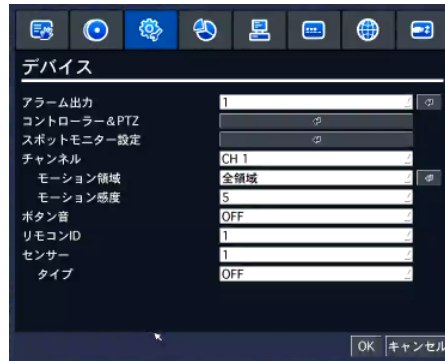 デバイス
アラーム出力 1
コントローラー&PTZ
スポットモニター設定
チャンネル CH 1
モーション領域 全領域
モーション感度 5
ボタン音 OFF
リモコンID 1
センサー 1
タイプ OFF
OK キャンセル